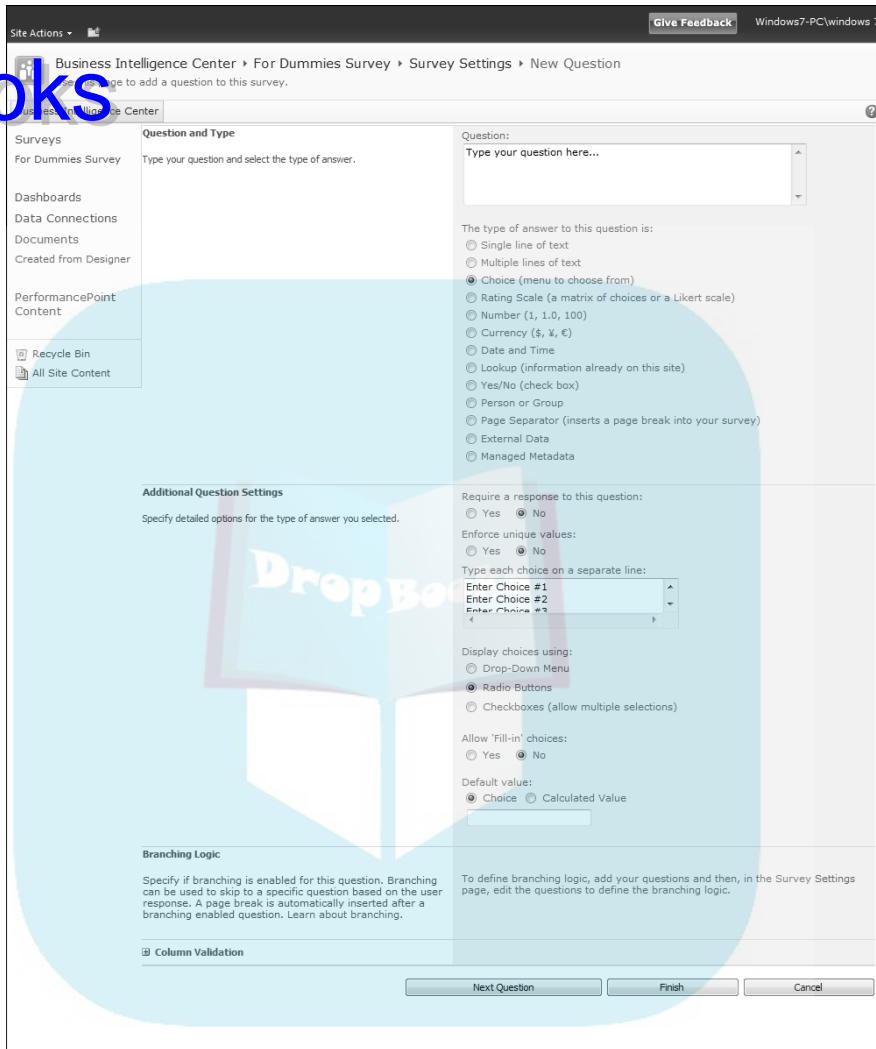 Give Feedback
Windows7-PC\windows 7
Site Actions
Business Intelligence Center ▸ For Dummies Survey ▸ Survey Settings ▸ New Question
page to add a question to this survey.
oks
Business Intelligence Center
Surveys
For Dummies Survey
Dashboards
Data Connections
Documents
Created from Designer
PerformancePoint
Content
Recycle Bin
All Site Content
Question and Type
Type your question and select the type of answer.
Question:
Type your question here...
The type of answer to this question is:
Single line of text
Multiple lines of text
Choice (menu to choose from)
Rating Scale (a matrix of choices or a Likert scale)
Number (1, 1.0, 100)
Currency ($, ¥, €)
Date and Time
Lookup (information already on this site)
Yes/No (check box)
Person or Group
Page Separator (inserts a page break into your survey)
External Data
Managed Metadata
Additional Question Settings
Specify detailed options for the type of answer you selected.
Require a response to this question:
Yes No
Enforce unique values:
Yes No
Type each choice on a separate line:
Enter Choice #1
Enter Choice #2
Enter Choice #3
Display choices using:
Drop-Down Menu
Radio Buttons
Checkboxes (allow multiple selections)
Allow 'Fill-in' choices:
Yes No
Default value:
Choice Calculated Value
DropBoo
Branching Logic
Specify if branching is enabled for this question. Branching
can be used to skip to a specific question based on the user
response. A page break is automatically inserted after a
branching enabled question. Learn about branching.
To define branching logic, add your questions and then, in the Survey Settings
page, edit the questions to define the branching logic.
Column Validation
Next Question
Finish
Cancel